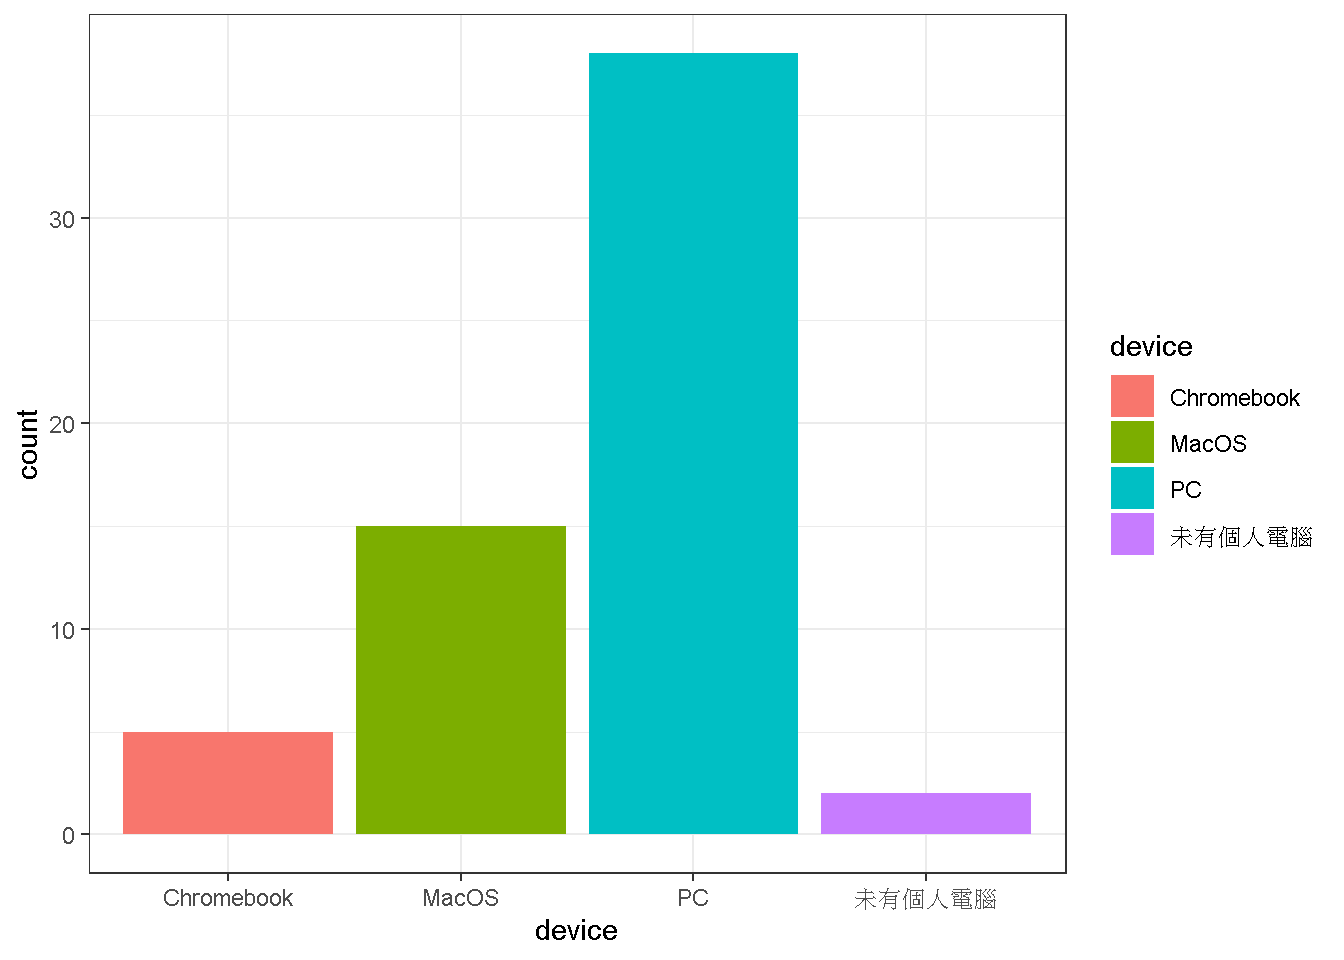 count
30
20
10
0
Chromebook
MacOS
PC
未有個人電腦
device
device
Chromebook
MacOS
PC
未有個人電腦